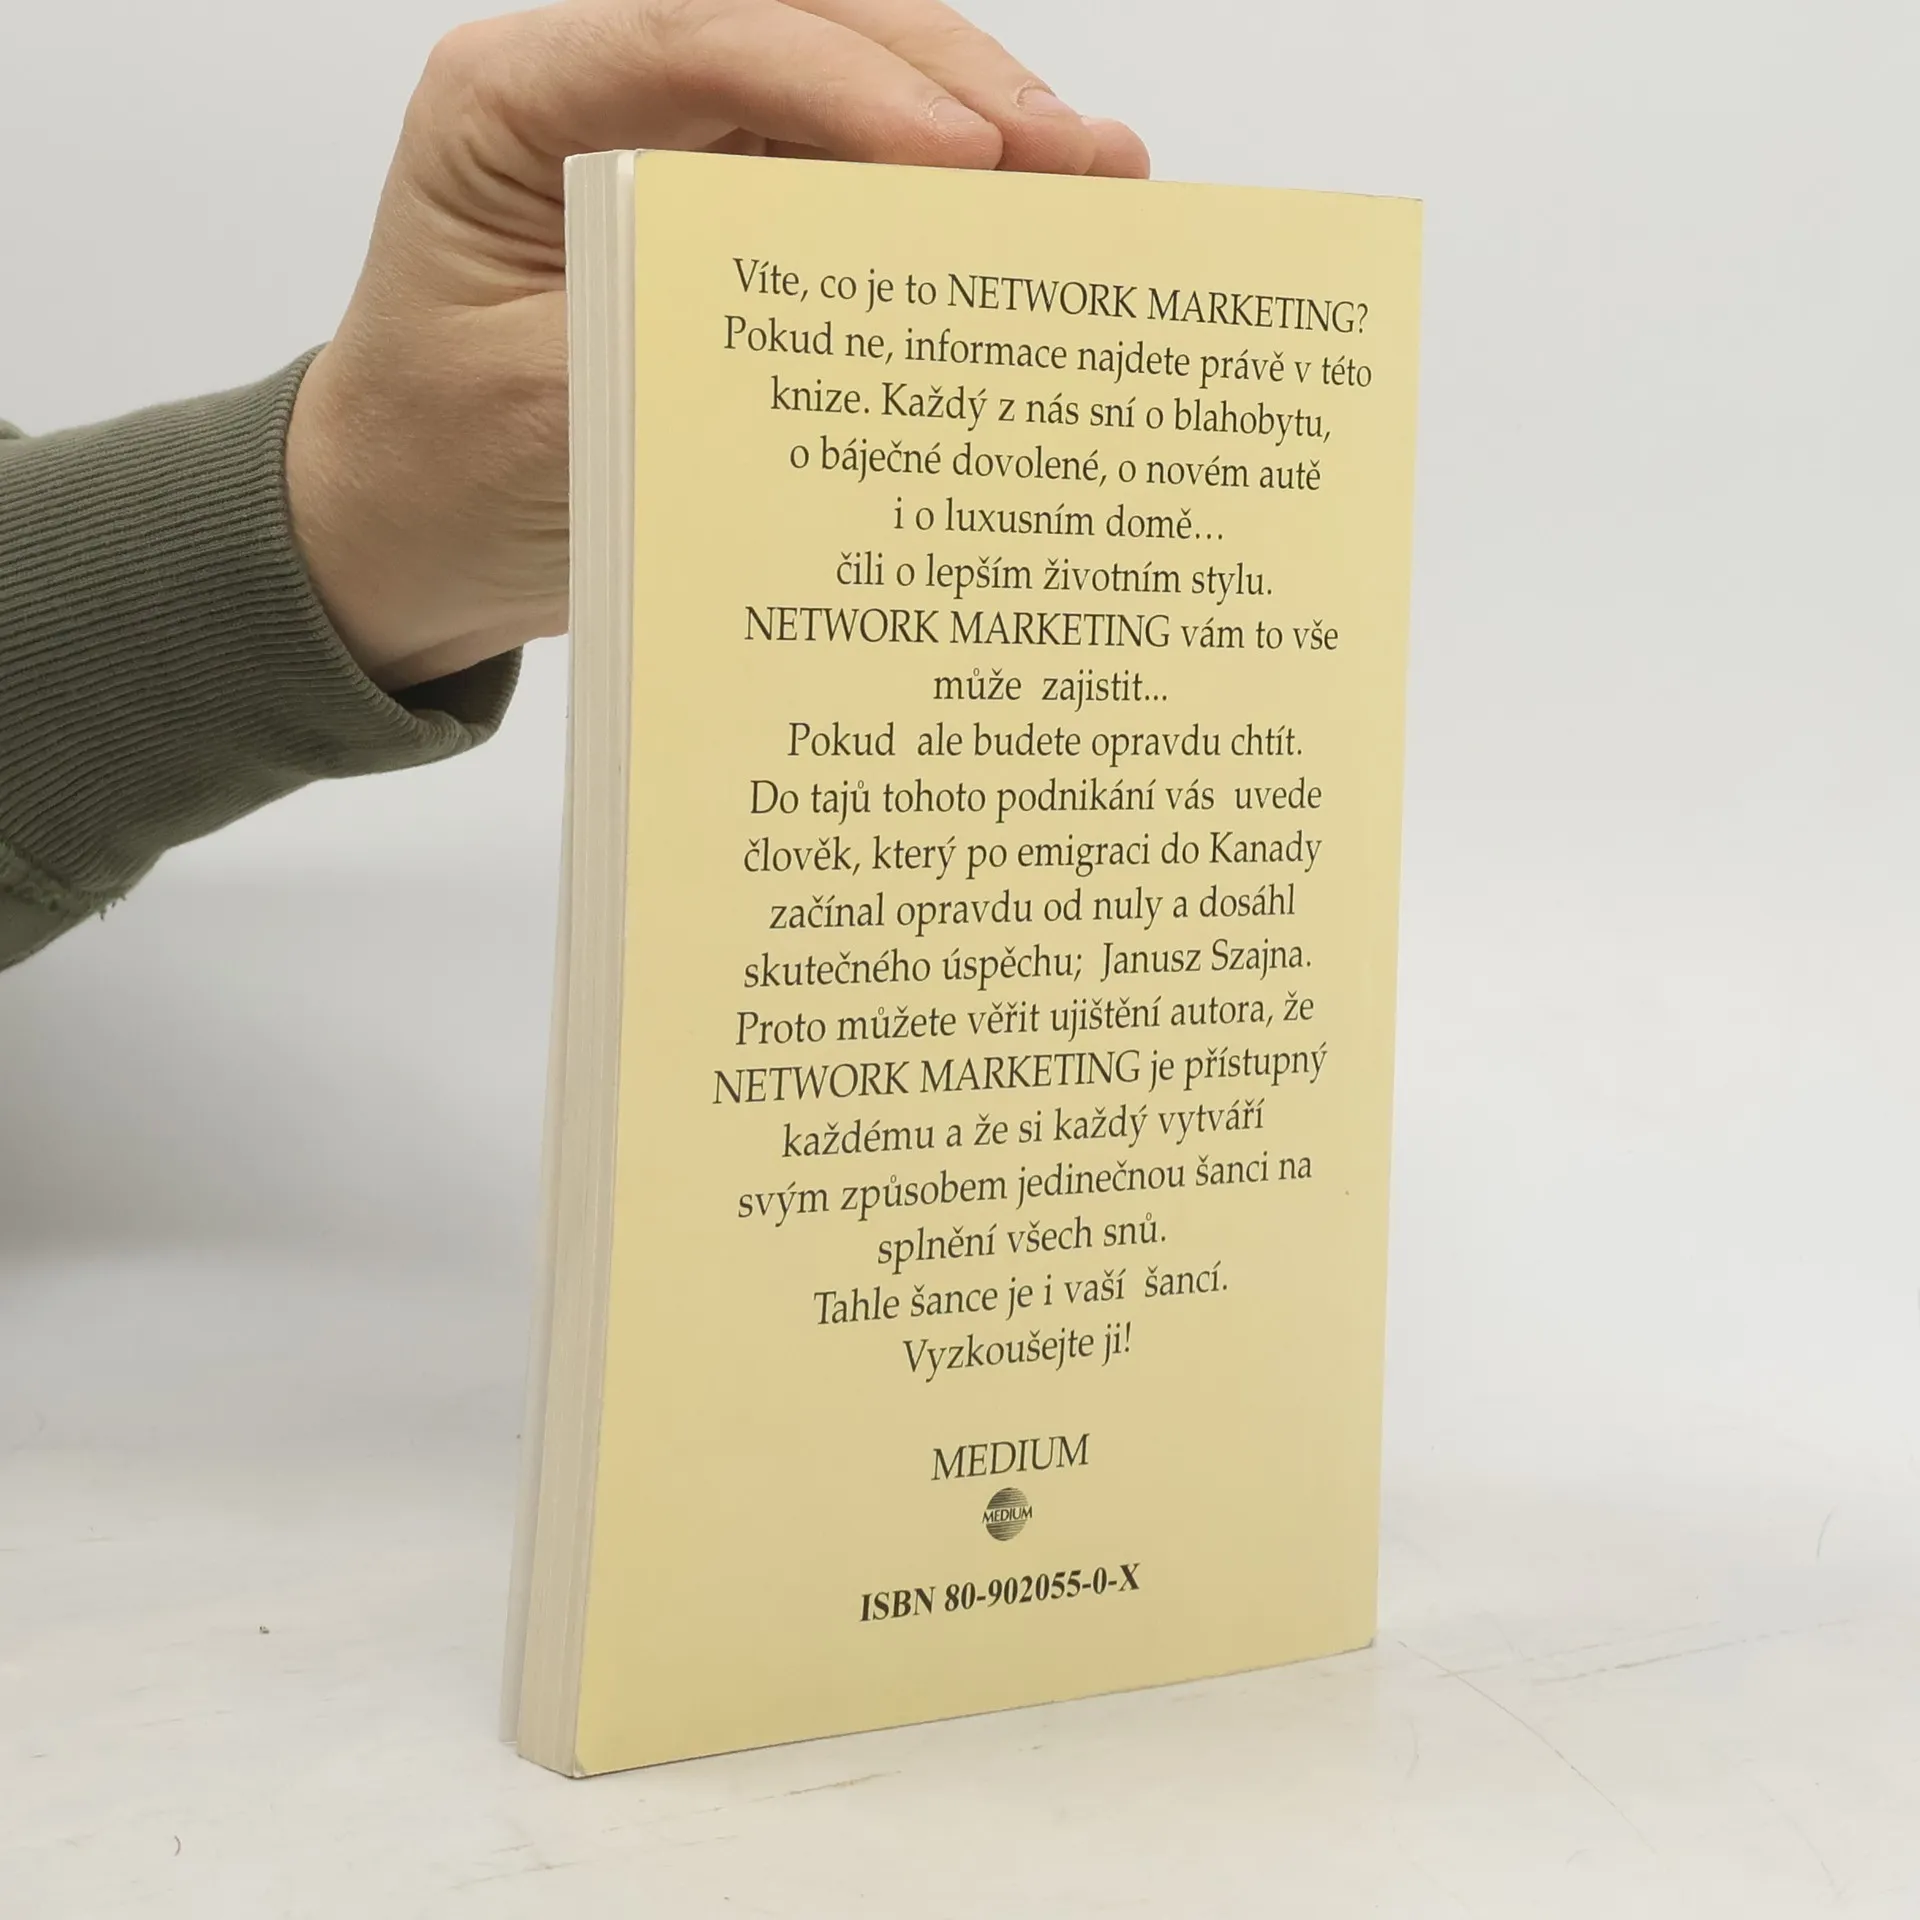 Víte, co je to NETWORK MARKETING?
Pokud ne, informace najdete právě v této
knize. Každý z nás sní o blahobytu,
o báječné dovolené, o novém autě
i o luxusním domě...
čili o lepším životním stylu.
NETWORK MARKETING vám to vše
může zajistit...
Pokud ale budete opravdu chtít.
Do tajů tohoto podnikání vás uvede
člověk, který po emigraci do Kanady
začínal opravdu od nuly a dosáhl
skutečného úspěchu; Janusz Szajna.
Proto můžete věřit ujištění autora, že
NETWORK MARKETING je přístupný
každému a že si každý vytváří
svým způsobem jedinečnou šanci na
splnění všech snů.
Tahle šance je i vaší šancí.
Vyzkoušejte ji!
MEDIUM
MEDIUM
ISBN 80-902055-0-X